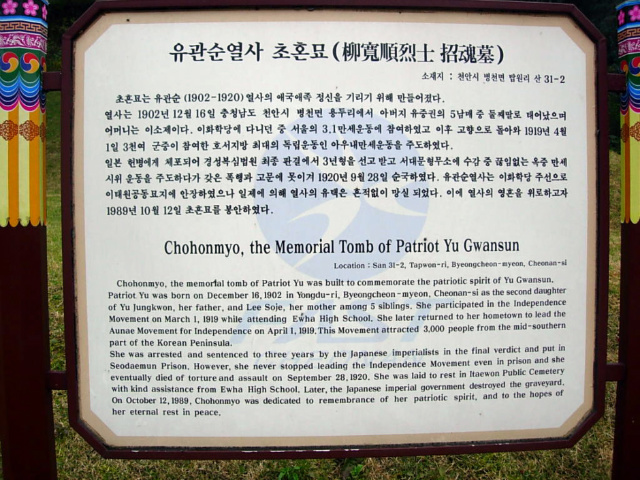 유관순열사 초혼묘 (柳寬順烈士 招魂墓)
소재지 : 천안시 병천면 탑원리 산 31-2
초혼묘는 유관순 (1902-1920) 열사의 애국애족 정신을 기리기 위해 만들어졌다.
열사는 1902년 12월 16일 충청남도 천안시 병천면 용두리에서 아버지 유중권의 5남매 중 둘째딸로 태어났으며
어머니는 이소제이다. 이화학당에 다니던 중 서울의 3.1만세운동에 참여하였고 이후 고향으로 돌아와 1919년 4월
1일 3천여 군중이 참여한 호서지방 최대의 독립운동인 아우내만세운동을 주도하였다.
일본 헌병에게 체포되어 경성복심법원 최종 판결에서 3년형을 선고 받고 서대문형무소에 수감 중 끊임없는 옥중 만세
시위 운동을 주도하다가 갖은 폭행과 고문에 못이겨 1920년 9월 28일 순국하였다. 유관순열사는 이화학당 주선으로
이태원공동묘지에 안장하였으나 일제에 의해 열사의 유택은 흔적없이 망실 되었다. 이에 열사의 영혼을 위로하고자
1989년 10월 12일 초혼묘를 봉안하였다.
Chohonmyo, the Memorial Tomb of Patriot Yu Gwansun
Location : San 31-2, Tapwon-ri, Byeongcheon-myeon, Cheonan-si
Chohonmyo, the memorial tomb of Patriot Yu was built to commemorate the patriotic spirit of Yu Gwansun.
Patriot Yu was born on December 16, 1902 in Yongdu-ri, Byeongcheon-myeon, Cheonan-si as the second daughter
of Yu Jungkwon, her father, and Lee Soje, her mother among 5 siblings. She participated in the Independence
Movement on March 1, 1919 while attending Ewha High School. She later returned to her hometown to lead the
Aunae Movement for Independence on April 1, 1919. This Movement attracted 3,000 people from the mid-southern
part of the Korean Peninsula.
She was arrested and sentenced to three years by the Japanese imperialists in the final verdict and put in
Seodaemun Prison. However, she never stopped leading the Independence Movement even in prison and she
eventually died of torture and assault on September 28, 1920. She was laid to rest in Itaewon Public Cemetery
with kind assistance from Ewha High School. Later, the Japanese imperial government destroyed the graveyard.
On October 12, 1989, Chohonmyo was dedicated to remembrance of her patriotic spirit, and to the hopes of
her eternal rest in peace.